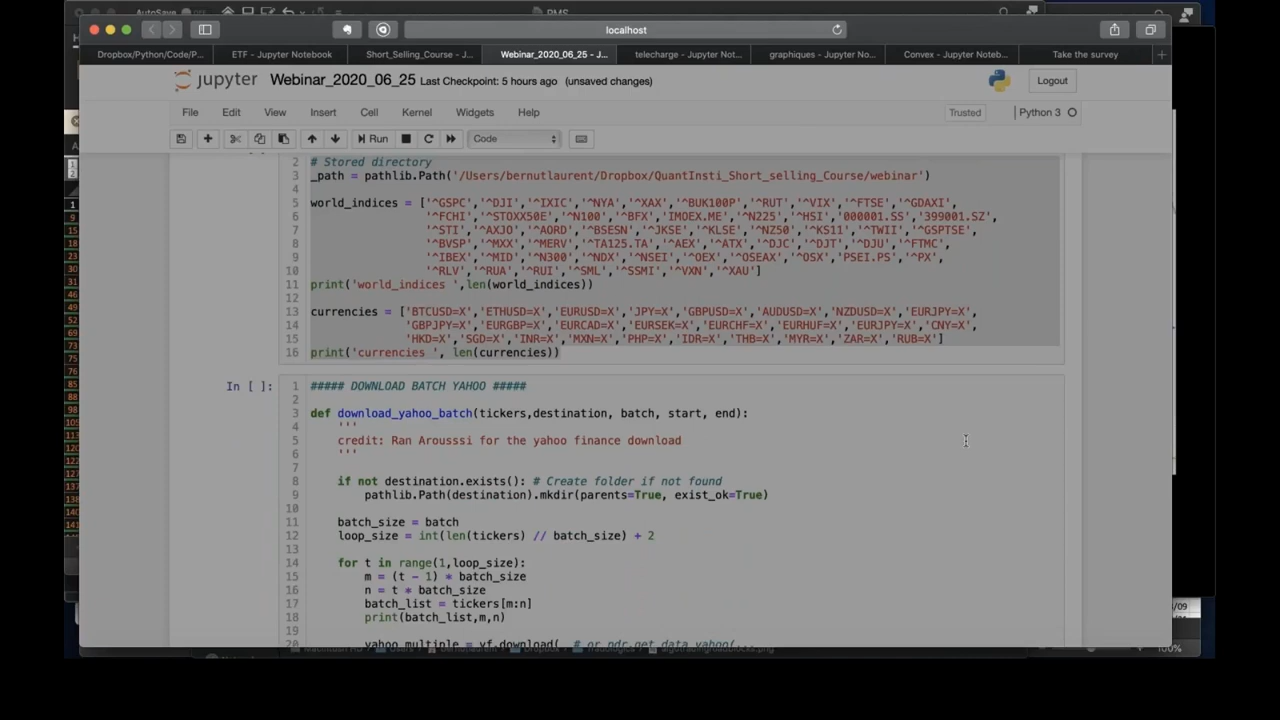 AutoSave
RMS
localhost
Dropbox/Python/Code/P... ETF - Jupyter Notebook Short_Selling_Course - J... Webinar_2020_06_25 - J... telecharge - Jupyter Not... graphiques - Jupyter No... Convex - Jupyter Noteb... Take the survey
jupyter Webinar_2020_06_25 Last Checkpoint: 5 hours ago (unsaved changes) Logout
File Edit View Insert Cell Kernel Widgets Help Trusted Python 3
Run Code
2 # Stored directory
3 _path = pathlib.Path('/Users/bernutlaurent/Dropbox/QuantInsti_Short_selling_Course/webinar')
4
5 world_indices = ['^GSPC','^DJI','^IXIC','^NYA','^XAX','^BUK100P','^RUT','^VIX','^FTSE','^GDAXI',
6 '^FCHI','^STOXX50E','^N100','^BFX','IMOEX.ME','^N225','^HSI','000001.SS','399001.SZ',
7 '^STI','^AXJO','^AORD','^BSESN','^JKSE','^KLSE','^NZ50','^KS11','^TWII','^GSPTSE',
8 '^BVSP','^MXX','^MERV','^TA125.TA','^AEX','^ATX','^DJC','^DJT','^DJU','^FTMC',
9 '^IBEX','^MID','^N300','^NDX','^NSEI','^OEX','^OSEAX','^OSX','PSEI.PS','^PX',
10 '^RLV','^RUA','^RUI','^SML','^SSMI','^VXN','^XAU']
11 print('world_indices ',len(world_indices))
12
13 currencies = ['BTCUSD=X','ETHUSD=X','EURUSD=X','JPY=X','GBPUSD=X','AUDUSD=X','NZDUSD=X','EURJPY=X',
14 'GBPJPY=X','EURGBP=X','EURCAD=X','EURSEK=X','EURCHF=X','EURHUF=X','EURJPY=X','CNY=X',
15 'HKD=X','SGD=X','INR=X','MXN=X','PHP=X','IDR=X','THB=X','MYR=X','ZAR=X','RUB=X']
16 print('currencies ', len(currencies))
In [ ]: 1 ##### DOWNLOAD BATCH YAHOO #####
2
3 def download_yahoo_batch(tickers,destination, batch, start, end):
4 '''
5 credit: Ran Arousssi for the yahoo finance download
6 '''
7
8 if not destination.exists(): # Create folder if not found
9 pathlib.Path(destination).mkdir(parents=True, exist_ok=True)
10
11 batch_size = batch
12 loop_size = int(len(tickers) // batch_size) + 2
13
14 for t in range(1,loop_size):
15 m = (t - 1) * batch_size
16 n = t * batch_size
17 batch_list = tickers[m:n]
18 print(batch_list,m,n)
19
20 yahoo_multiple = yf.download( # or pdr.get_data_yahoo(...
100%